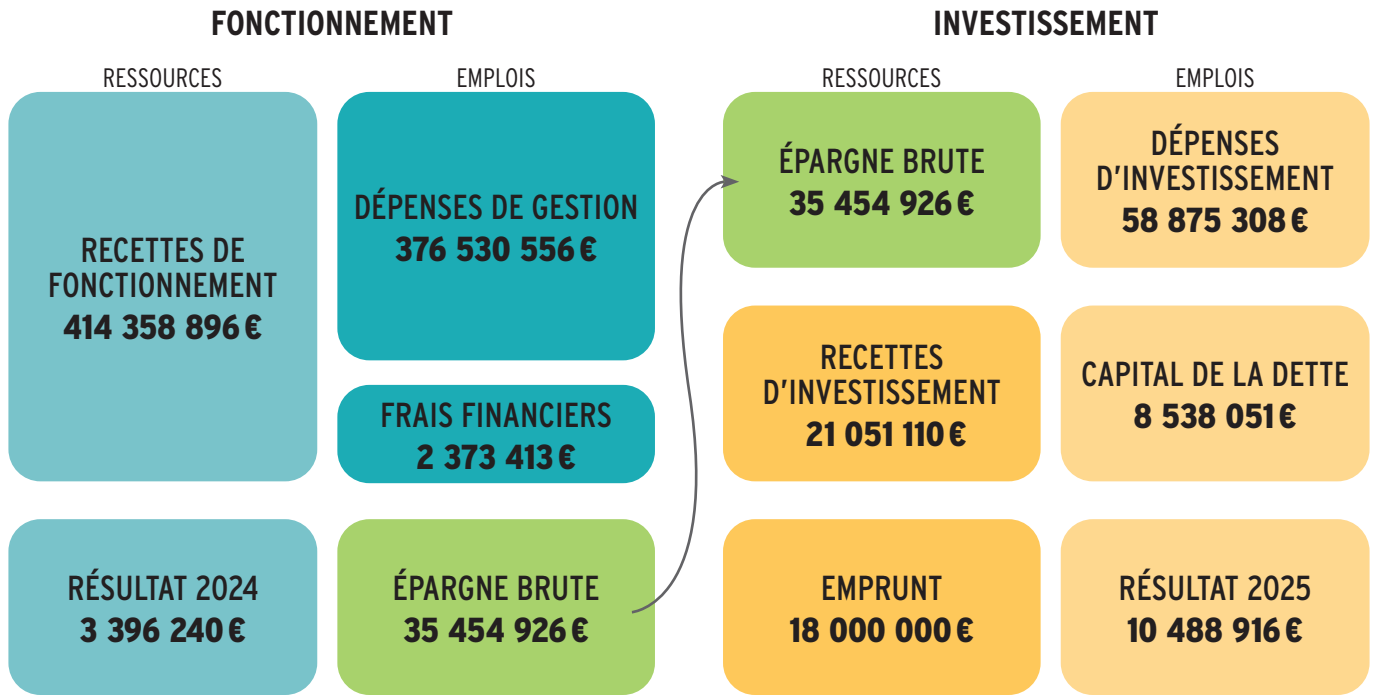 FONCTIONNEMENT
RESSOURCES
RECETTES DE
FONCTIONNEMENT
414 358 896 €
RÉSULTAT 2024
3 396 240 €
EMPLOIS
DÉPENSES DE GESTION
376 530 556 €
FRAIS FINANCIERS
2 373 413 €
ÉPARGNE BRUTE
35 454 926 €
INVESTISSEMENT
RESSOURCES
ÉPARGNE BRUTE
35 454 926 €
RECETTES
D'INVESTISSEMENT
21 051 110 €
EMPRUNT
18 000 000 €
EMPLOIS
DÉPENSES
D'INVESTISSEMENT
58 875 308 €
CAPITAL DE LA DETTE
8 538 051 €
RÉSULTAT 2025
10 488 916 €